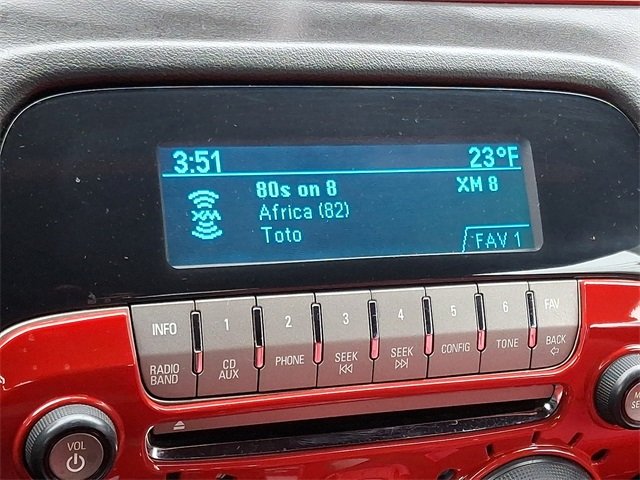 3:51 23°F
80s on 8 XM 8
XM Africa (82)
Toto FAV 1
INFO 1 2 3 4 5 6 FAV
RADIO BAND CD AUX PHONE SEEK SEEK CONFIG TONE BACK
VOL